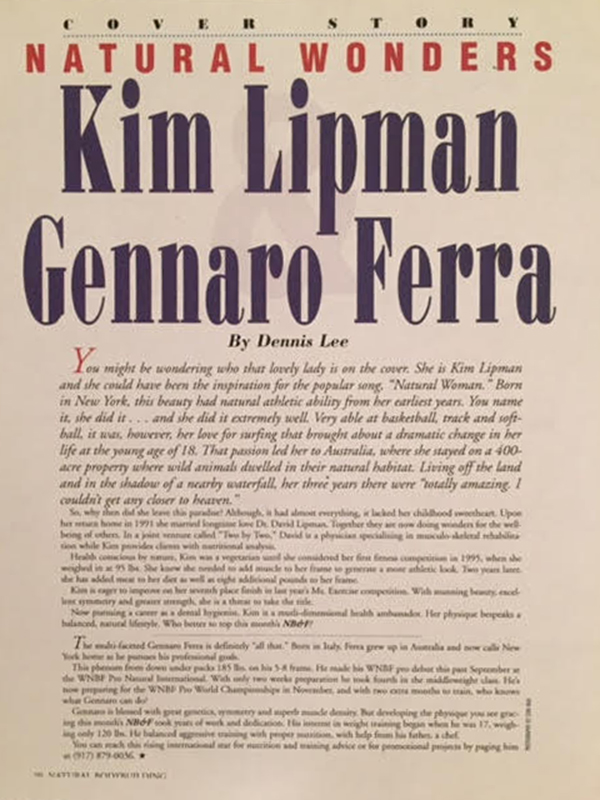 COVER STORY
NATURAL WONDERS
Kim Lipman
&
Gennaro Ferra
By Dennis Lee
You might be wondering who that lovely lady is on the cover. She is Kim Lipman
and she could have been the inspiration for the popular song, "Natural Woman." Born
in New York, this beauty had natural athletic ability from her earliest years. You name
it, she did it . . . and she did it extremely well. Very able at basketball, track and soft-
ball, it was, however, her love for surfing that brought about a dramatic change in her
life at the young age of 18. That passion led her to Australia, where she stayed on a 400-
acre property where wild animals dwelled in their natural habitat. Living off the land
and in the shadow of a nearby waterfall, her three years there were "totally amazing. I
couldn't get any closer to heaven."
So, why then did she leave this paradise? Although, it had almost everything, it lacked her childhood sweetheart. Upon
her return home in 1991 she married longtime love Dr. David Lipman. Together they are now doing wonders for the well-
being of others. In a joint venture called "Two by Two," David is a physician specializing in musculo-skeletal rehabilita-
tion while Kim provides clients with nutritional analysis.
Health conscious by nature, Kim was a vegetarian until she considered her first fitness competition in 1995, when she
weighed in at 95 lbs. She knew she needed to add muscle to her frame to generate a more athletic look. Two years later,
she has added meat to her diet as well as eight additional pounds to her frame.
Kim is eager to improve on her seventh place finish in last year's Ms. Exercise competition. With stunning beauty, excel-
lent symmetry and greater strength, she is a threat to take the title.
Now pursuing a career as a dental hygienist, Kim is a mutli-dimensional health ambassador. Her physique bespeaks a
balanced, natural lifestyle. Who better to top this month's NB&F?
The multi-faceted Gennaro Ferra is definitely "all that." Born in Italy, Ferra grew up in Australia and now calls New
York home as he pursues his professional goals.
This phenom from down under packs 185 lbs. on his 5-8 frame. He made his WNBF pro debut this past September at
the WNBF Pro Natural International. With only two weeks preparation he took fourth in the middleweight class. He's
now preparing for the WNBF Pro World Championships in November, and with two extra months to train, who knows
what Gennaro can do?
Gennaro is blessed with great genetics, symmetry and superb muscle density. But developing the physique you see grac-
ing this month's NB&F took years of work and dedication. His interest in weight training began when he was 17, weigh-
ing only 120 lbs. He balanced aggressive training with proper nutrition, with help from his father, a chef.
You can reach this rising international star for nutrition and training advice or for promotional projects by paging him
at (917) 879-0036. ★
NATURAL BODYBUILDING